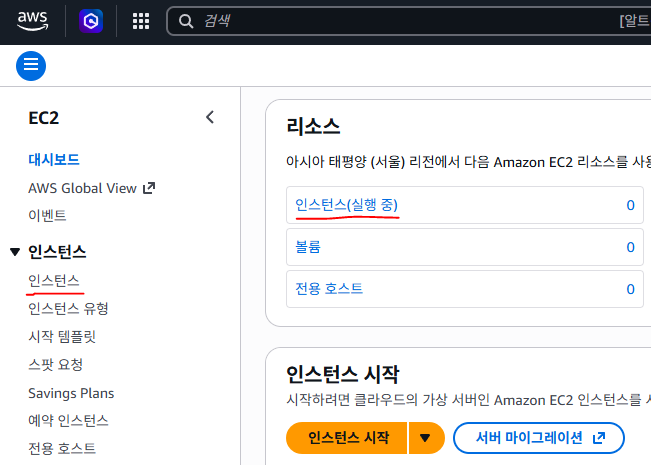 aws
검색
[알트
EC2
대시보드
AWS Global View
이벤트
인스턴스
인스턴스
인스턴스 유형
시작 템플릿
스팟 요청
Savings Plans
예약 인스턴스
전용 호스트
리소스
아시아 태평양 (서울) 리전에서 다음 Amazon EC2 리소스를 사용
인스턴스(실행 중) 0
볼륨 0
전용 호스트 0
인스턴스 시작
시작하려면 클라우드의 가상 서버인 Amazon EC2 인스턴스를 시
인스턴스 시작
서버 마이그레이션